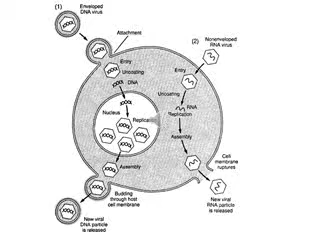 (1)
Enveloped
DNA virus
Attachment
Entry
Uncoating
DNA
Nucleus
Replica
Assembly
Budding
through host
cell membrane
New viral
DNA particle
is released
(2)
Nonenveloped
RNA virus
Entry
Uncoating
RNA
Replication
Assembly
Cell
membrane
ruptures
New viral
RNA particle
is released